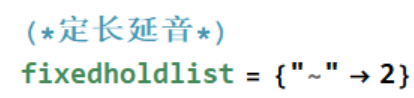 (*定长延音*)
fixedholdlist = {"~" → 2}